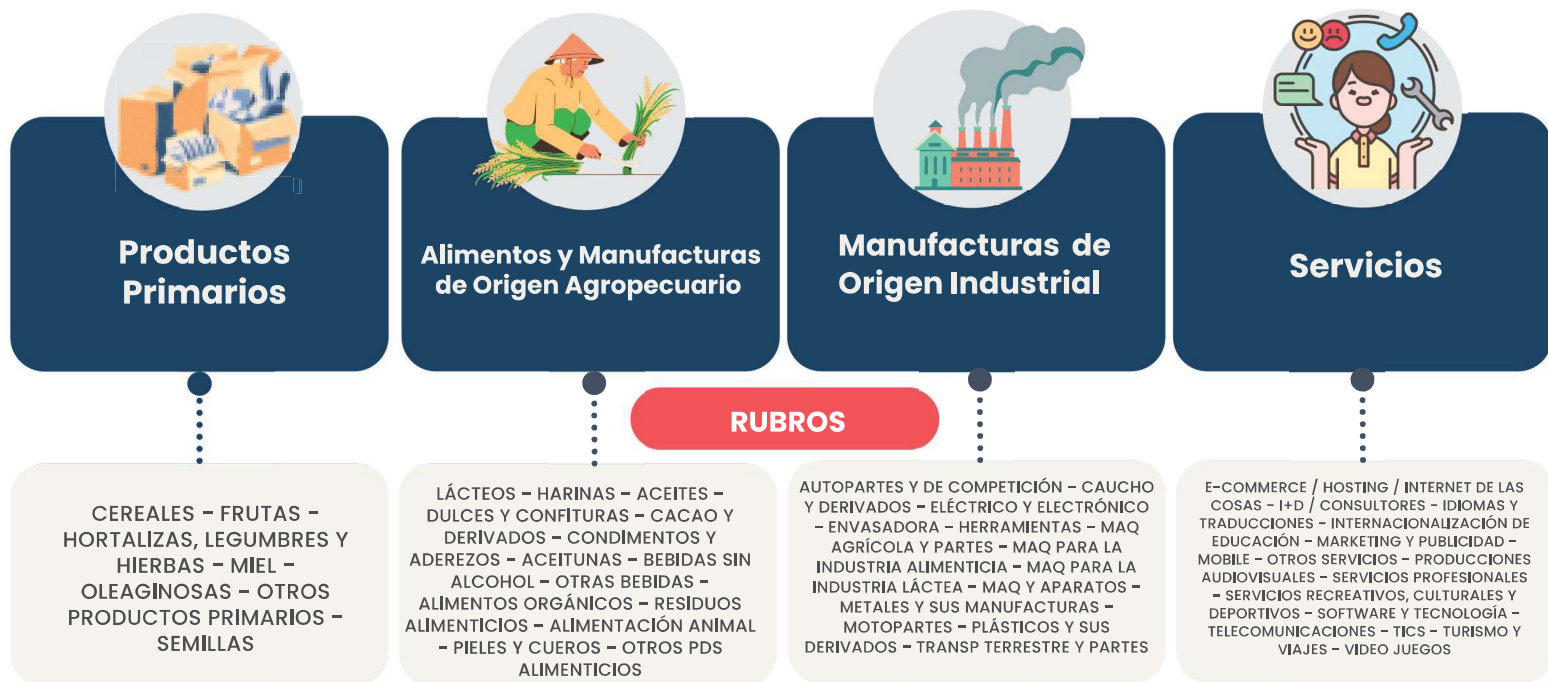 Productos
Primarios
Alimentos y Manufacturas
de Origen Agropecuario
Manufacturas de
Origen Industrial
Servicios
RUBROS
CEREALES – FRUTAS –
HORTALIZAS, LEGUMBRES Y
HIERBAS – MIEL –
OLEAGINOSAS – OTROS
PRODUCTOS PRIMARIOS –
SEMILLAS
LÁCTEOS – HARINAS – ACEITES –
DULCES Y CONFITURAS – CACAO Y
DERIVADOS – CONDIMENTOS Y
ADEREZOS – ACEITUNAS – BEBIDAS SIN
ALCOHOL – OTRAS BEBIDAS –
ALIMENTOS ORGÁNICOS – RESIDUOS
ALIMENTICIOS – ALIMENTACIÓN ANIMAL
– PIELES Y CUEROS – OTROS PDS
ALIMENTICIOS
AUTOPARTES Y DE COMPETICIÓN – CAUCHO
Y DERIVADOS – ELÉCTRICO Y ELECTRÓNICO
– ENVASADORA – HERRAMIENTAS – MAQ
AGRÍCOLA Y PARTES – MAQ PARA LA
INDUSTRIA ALIMENTICIA – MAQ PARA LA
INDUSTRIA LÁCTEA – MAQ Y APARATOS –
METALES Y SUS MANUFACTURAS –
MOTOPARTES – PLÁSTICOS Y SUS
DERIVADOS – TRANSP TERRESTRE Y PARTES
E-COMMERCE / HOSTING / INTERNET DE LAS
COSAS – I+D / CONSULTORES – IDIOMAS Y
TRADUCCIONES – INTERNACIONALIZACIÓN DE
EDUCACIÓN – MARKETING Y PUBLICIDAD –
MOBILE – OTROS SERVICIOS – PRODUCCIONES
AUDIOVISUALES – SERVICIOS PROFESIONALES
– SERVICIOS RECREATIVOS, CULTURALES Y
DEPORTIVOS – SOFTWARE Y TECNOLOGÍA –
TELECOMUNICACIONES – TICS – TURISMO Y
VIAJES – VIDEO JUEGOS